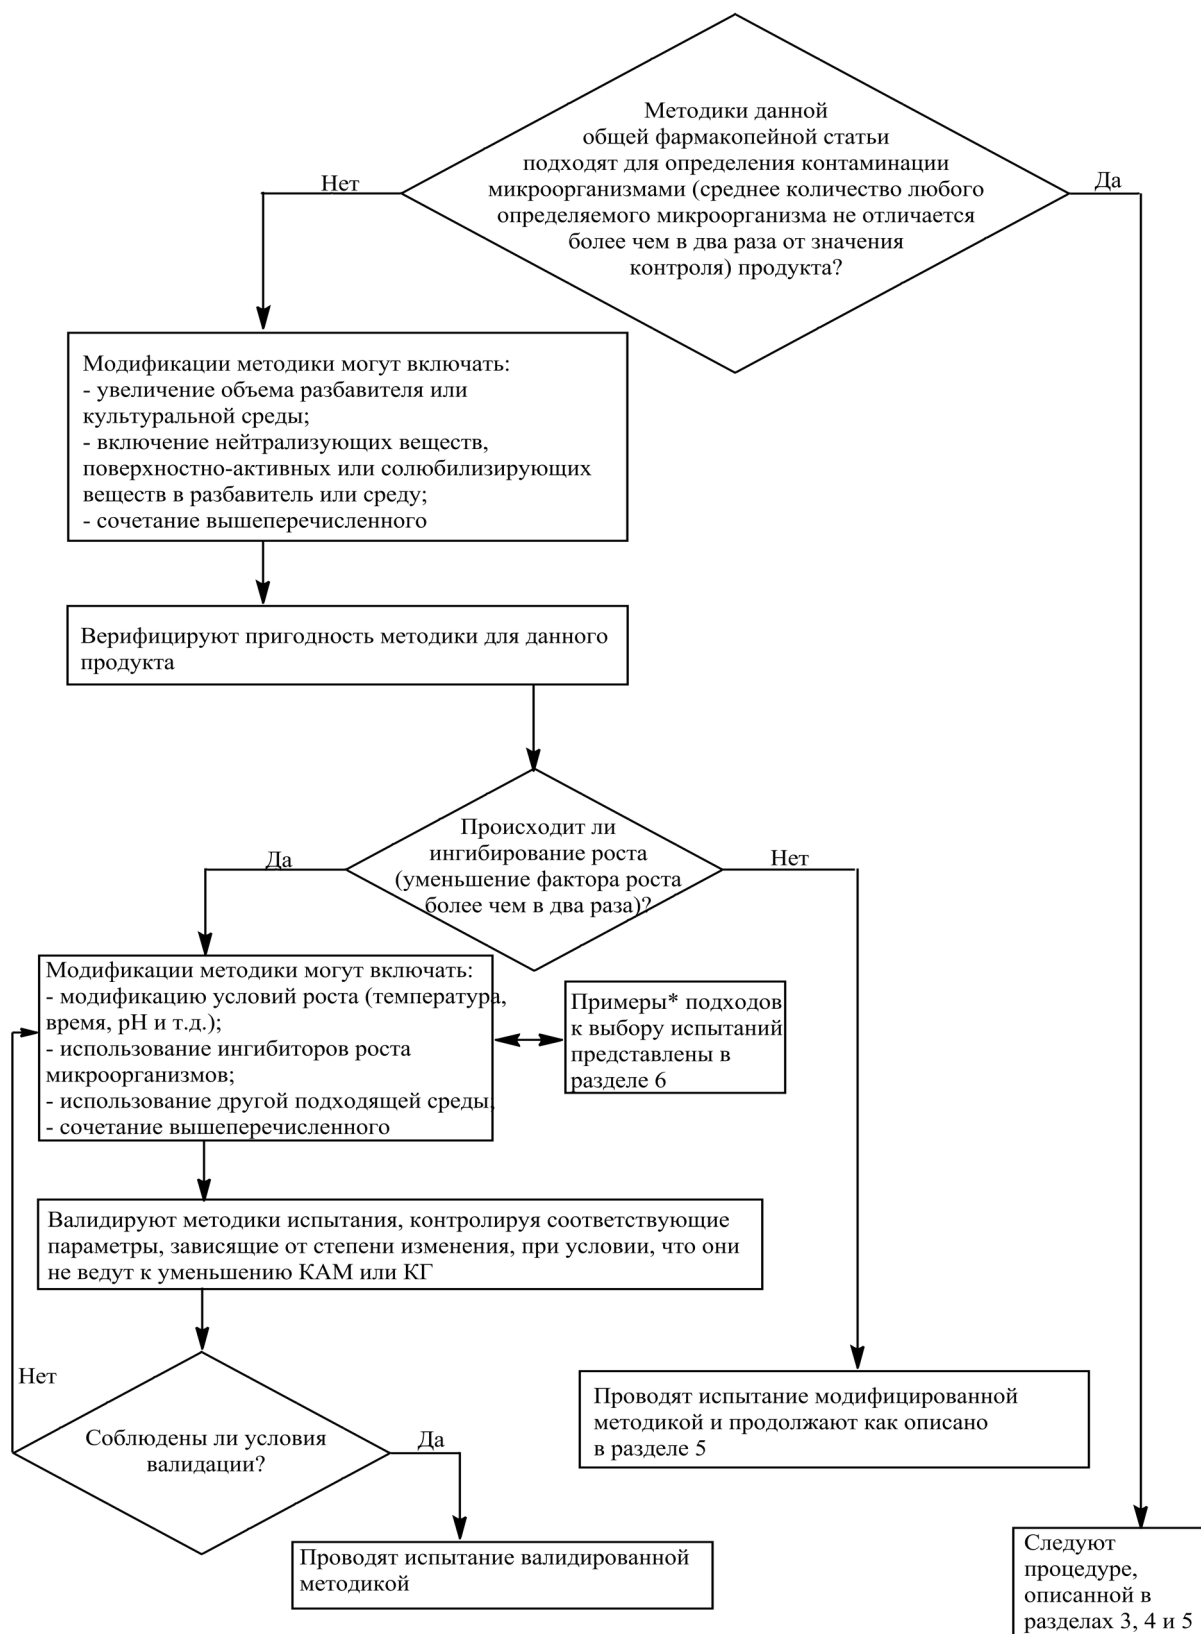 Методики данной
общей фармакопейной статьи
подходят для определения контаминации
микроорганизмами (среднее количество любого
определяемого микроорганизма не отличается
более чем в два раза от значения
контроля) продукта?
Нет
Да
Модификации методики могут включать:
- увеличение объема разбавителя или
культуральной среды;
- включение нейтрализующих веществ,
поверхностно-активных или солюбилизирующих
веществ в разбавитель или среду;
- сочетание вышеперечисленного
Верифицируют пригодность методики для данного
продукта
Происходит ли
ингибирование роста
(уменьшение фактора роста
более чем в два раза)?
Да
Нет
Модификации методики могут включать:
- модификацию условий роста (температура,
время, pH и т.д.);
- использование ингибиторов роста
микроорганизмов;
- использование другой подходящей среды;
- сочетание вышеперечисленного
Примеры* подходов
к выбору испытаний
представлены в
разделе 6
Валидируют методики испытания, контролируя соответствующие
параметры, зависящие от степени изменения, при условии, что они
не ведут к уменьшению КАМ или КГ
Нет
Соблюдены ли условия
валидации?
Да
Проводят испытание модифицированной
методикой и продолжают как описано
в разделе 5
Проводят испытание валидированной
методикой
Следуют
процедуре,
описанной в
разделах 3, 4 и 5